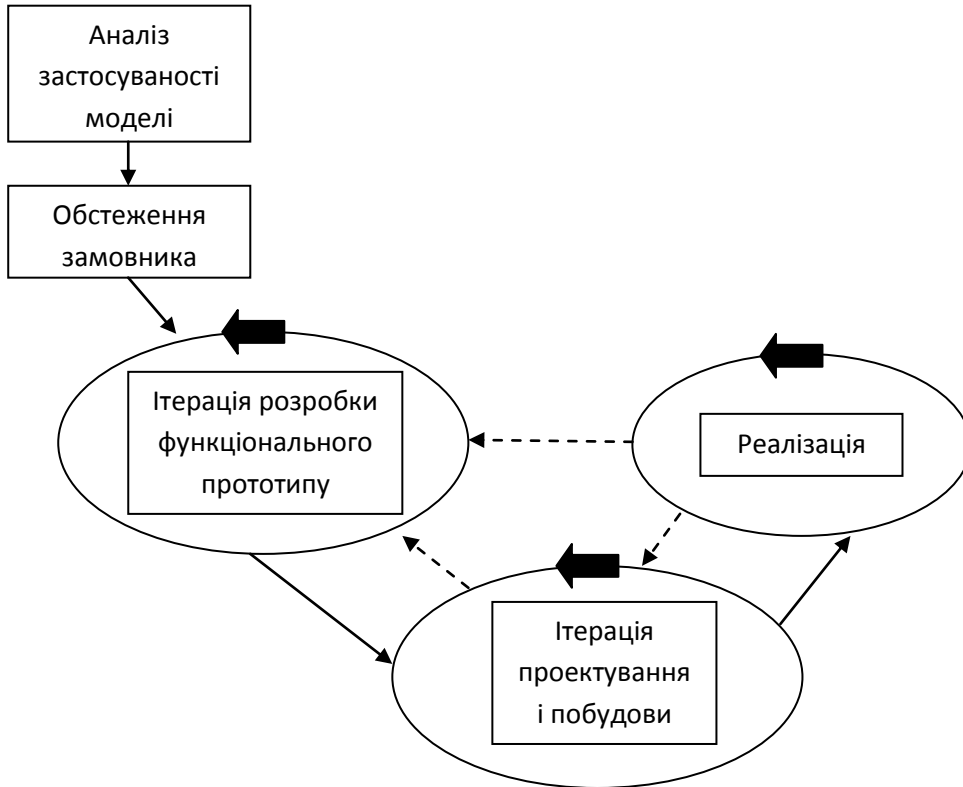 Аналіз
застосуваності
моделі
Обстеження
замовника
Ітерація розробки
функціонального
прототипу
Реалізація
Ітерація
проектування
і побудови